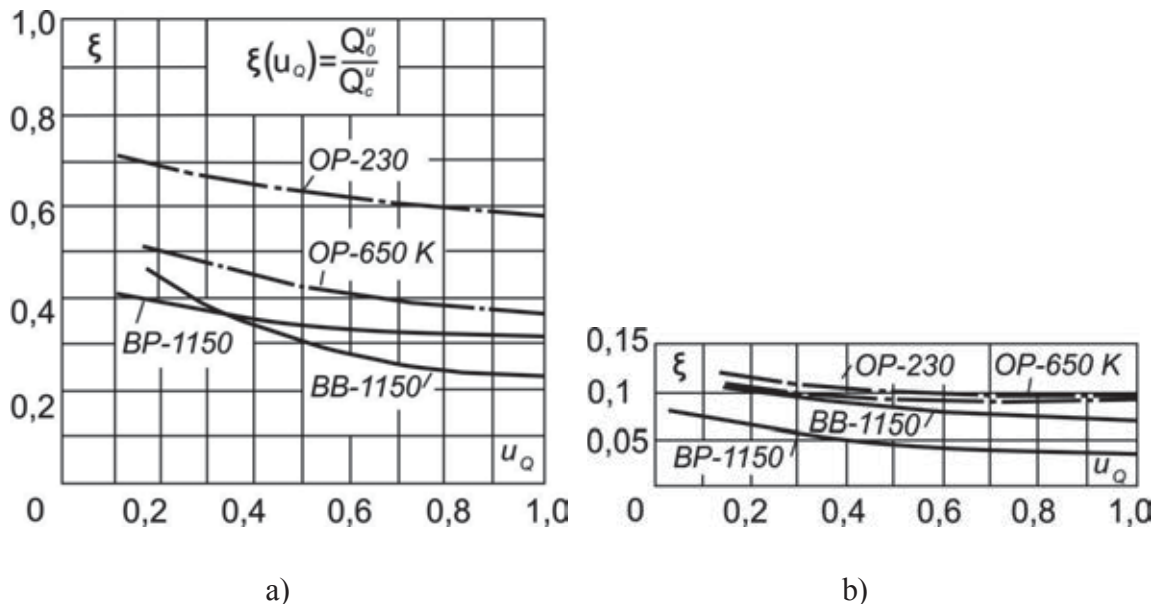 1,0
ξ
ξ(u_Q)=Q_0^u/Q_c^u
0,8
OP-230
0,6
OP-650 K
0,4
BP-1150
BB-1150
0,2
u_Q
0 0,2 0,4 0,6 0,8 1,0
a)
0,15
ξ
OP-230
OP-650 K
0,1
BB-1150
0,05
BP-1150
u_Q
0 0,2 0,4 0,6 0,8 1,0
b)